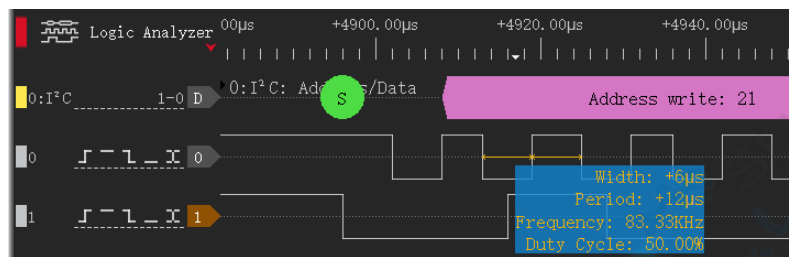 Logic Analyzer
00μs +4900.00μs +4920.00μs +4940.00μs
0:I²C 1-0 D
0:I²C: Address/Data
S
Address write: 21
0 0
1 1
Width: +6μs
Period: +12μs
Frequency: 83.33KHz
Duty Cycle: 50.00%